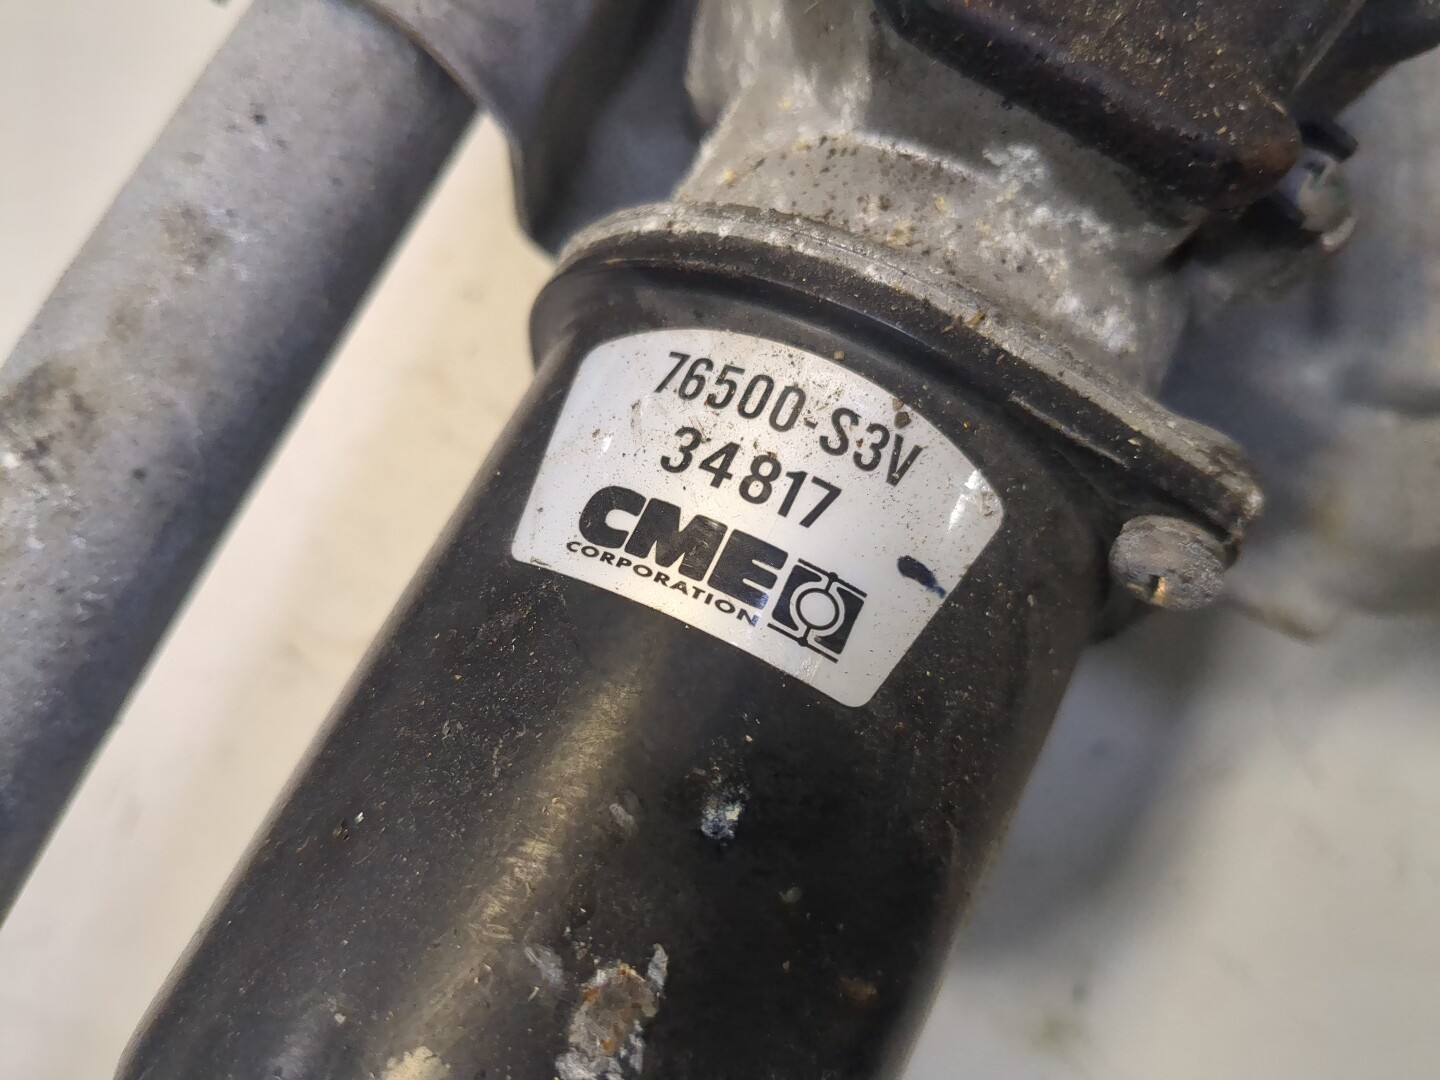 76500-S3V
34817
CME
CORPORATION